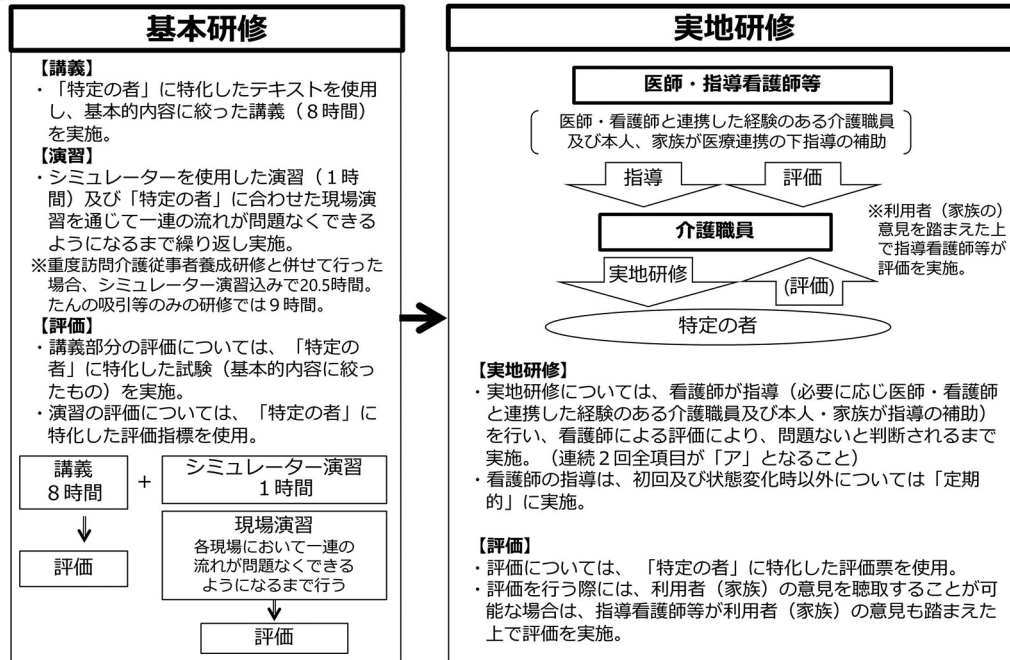 基本研修
【講義】
・「特定の者」に特化したテキストを使用
し、基本的内容に絞った講義（８時間）
を実施。
【演習】
・シミュレーターを使用した演習（１時
間）及び「特定の者」に合わせた現場演
習を通じて一連の流れが問題なくできる
ようになるまで繰り返し実施。
※重度訪問介護従事者養成研修と併せて行った
場合、シミュレーター演習込みで20.5時間。
たんの吸引等のみの研修では９時間。
【評価】
・講義部分の評価については、「特定の
者」に特化した試験（基本的内容に絞っ
たもの）を実施。
・演習の評価については、「特定の者」に
特化した評価指標を使用。
講義
８時間
+
シミュレーター演習
１時間
評価
現場演習
各現場において一連の
流れが問題なくできる
ようになるまで行う
評価
実地研修
医師・指導看護師等
医師・看護師と連携した経験のある介護職員
及び本人、家族が医療連携の下指導の補助
指導
評価
介護職員
※利用者（家族の）
意見を踏まえた上
で指導看護師等が
評価を実施。
実地研修
(評価)
特定の者
【実地研修】
・実地研修については、看護師が指導（必要に応じ医師・看護師
と連携した経験のある介護職員及び本人・家族が指導の補助）
を行い、看護師による評価により、問題ないと判断されるまで
実施。（連続２回全項目が「ア」となること）
・看護師の指導は、初回及び状態変化時以外については「定期
的」に実施。
【評価】
・評価については、 「特定の者」に特化した評価票を使用。
・評価を行う際には、利用者（家族）の意見を聴取することが可
能な場合は、指導看護師等が利用者（家族）の意見も踏まえた
上で評価を実施。